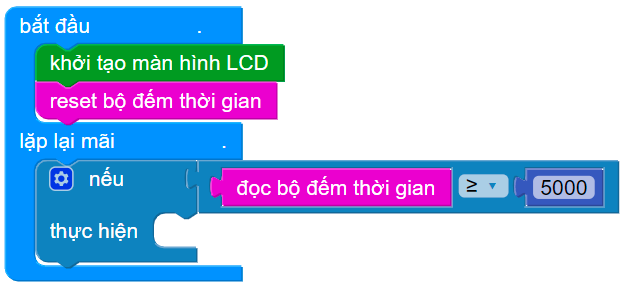 bắt đầu .
khởi tạo màn hình LCD
reset bộ đếm thời gian
lặp lại mãi .
nếu đọc bộ đếm thời gian ≥ 5000
thực hiện